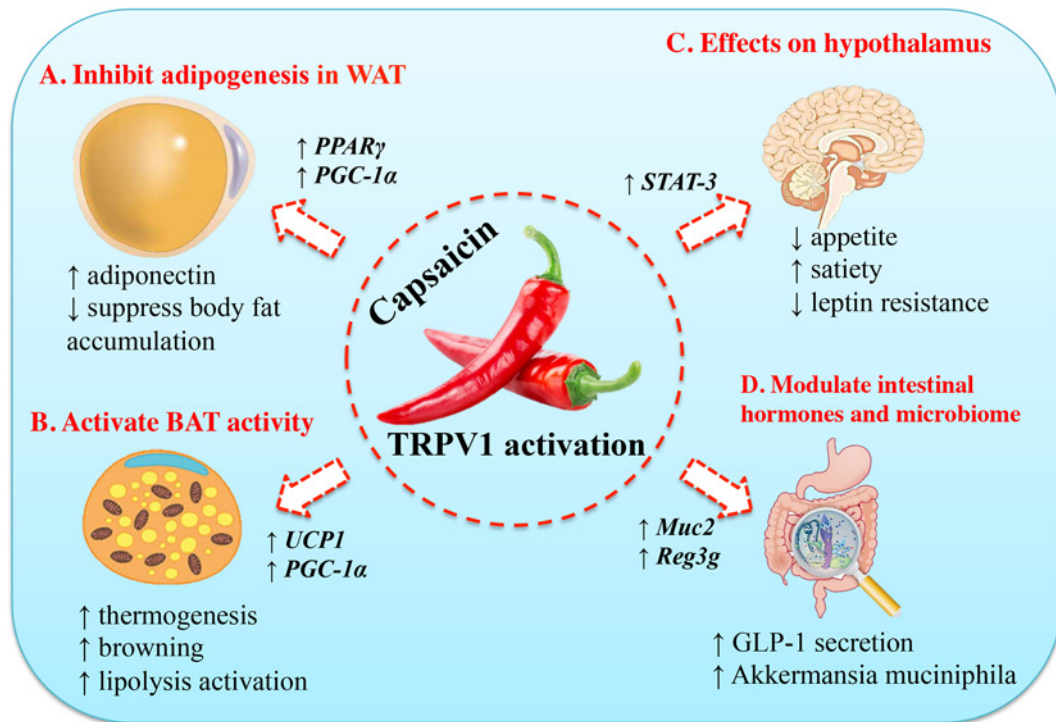 A. Inhibit adipogenesis in WAT
↑ PPARγ
↑ PGC-1α
↑ adiponectin
↓ suppress body fat
accumulation
B. Activate BAT activity
↑ UCP1
↑ PGC-1α
↑ thermogenesis
↑ browning
↑ lipolysis activation
Capsaicin
TRPV1 activation
C. Effects on hypothalamus
↑ STAT-3
↓ appetite
↑ satiety
↓ leptin resistance
D. Modulate intestinal
hormones and microbiome
↑ Muc2
↑ Reg3g
↑ GLP-1 secretion
↑ Akkermansia muciniphila